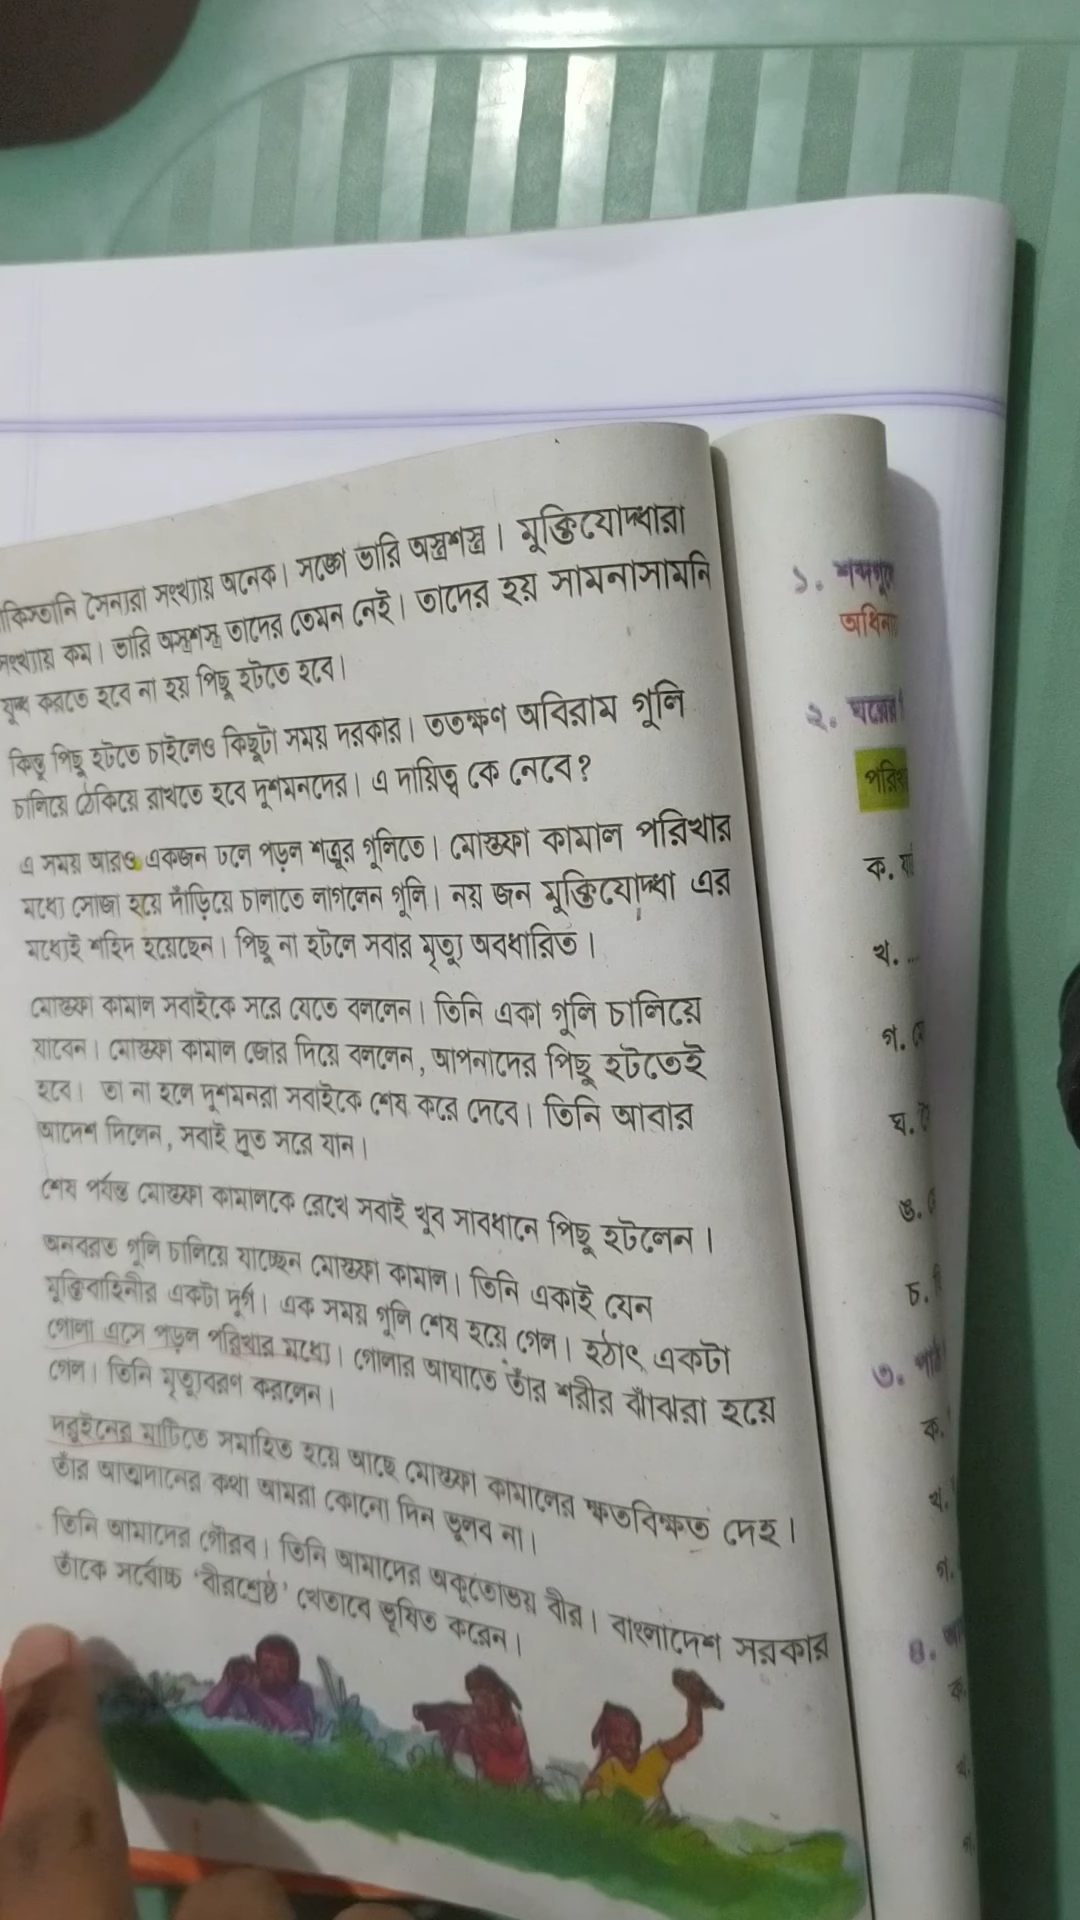 কিস্তানি সৈন্যরা সংখ্যায় অনেক। সঙ্গে ভারি অস্ত্রশস্ত্র। মুক্তিযোদ্ধারা
সংখ্যায় কম। ভারি অস্ত্রশস্ত্র তাদের তেমন নেই। তাদের হয় সামনাসামনি
যুদ্ধ করতে হবে না হয় পিছু হটতে হবে।
কিন্তু পিছু হটতে চাইলেও কিছুটা সময় দরকার। ততক্ষণ অবিরাম গুলি
চালিয়ে ঠেকিয়ে রাখতে হবে দুশমনদের। এ দায়িত্ব কে নেবে?
এ সময় আরও একজন ঢলে পড়ল শত্রুর গুলিতে। মোস্তফা কামাল পরিখার
মধ্যে সোজা হয়ে দাঁড়িয়ে চালাতে লাগলেন গুলি। নয় জন মুক্তিযোদ্ধা এর
মধ্যেই শহিদ হয়েছেন। পিছু না হটলে সবার মৃত্যু অবধারিত।
মোস্তফা কামাল সবাইকে সরে যেতে বললেন। তিনি একা গুলি চালিয়ে
যাবেন। মোস্তফা কামাল জোর দিয়ে বললেন, আপনাদের পিছু হটতেই
হবে। তা না হলে দুশমনরা সবাইকে শেষ করে দেবে। তিনি আবার
আদেশ দিলেন, সবাই দ্রুত সরে যান।
শেষ পর্যন্ত মোস্তফা কামালকে রেখে সবাই খুব সাবধানে পিছু হটলেন।
অনবরত গুলি চালিয়ে যাচ্ছেন মোস্তফা কামাল। তিনি একাই যেন
মুক্তিবাহিনীর একটা দুর্গ। এক সময় গুলি শেষ হয়ে গেল। হঠাৎ একটা
গোলা এসে পড়ল পরিখার মধ্যে। গোলার আঘাতে তাঁর শরীর ঝাঁঝরা হয়ে
গেল। তিনি মৃত্যুবরণ করলেন।
দরুইনের মাটিতে সমাহিত হয়ে আছে মোস্তফা কামালের ক্ষতবিক্ষত দেহ।
তাঁর আত্মদানের কথা আমরা কোনো দিন ভুলব না।
তিনি আমাদের গৌরব। তিনি আমাদের অকুতোভয় বীর। বাংলাদেশ সরকার
তাঁকে সর্বোচ্চ ‘বীরশ্রেষ্ঠ’ খেতাবে ভূষিত করেন।
১.
২. ঘরের
ক.
খ. ...
গ.
ঘ.
ঙ.
চ.
৩.
ক.
খ.
গ.
৪.
ক.
খ.
গ.